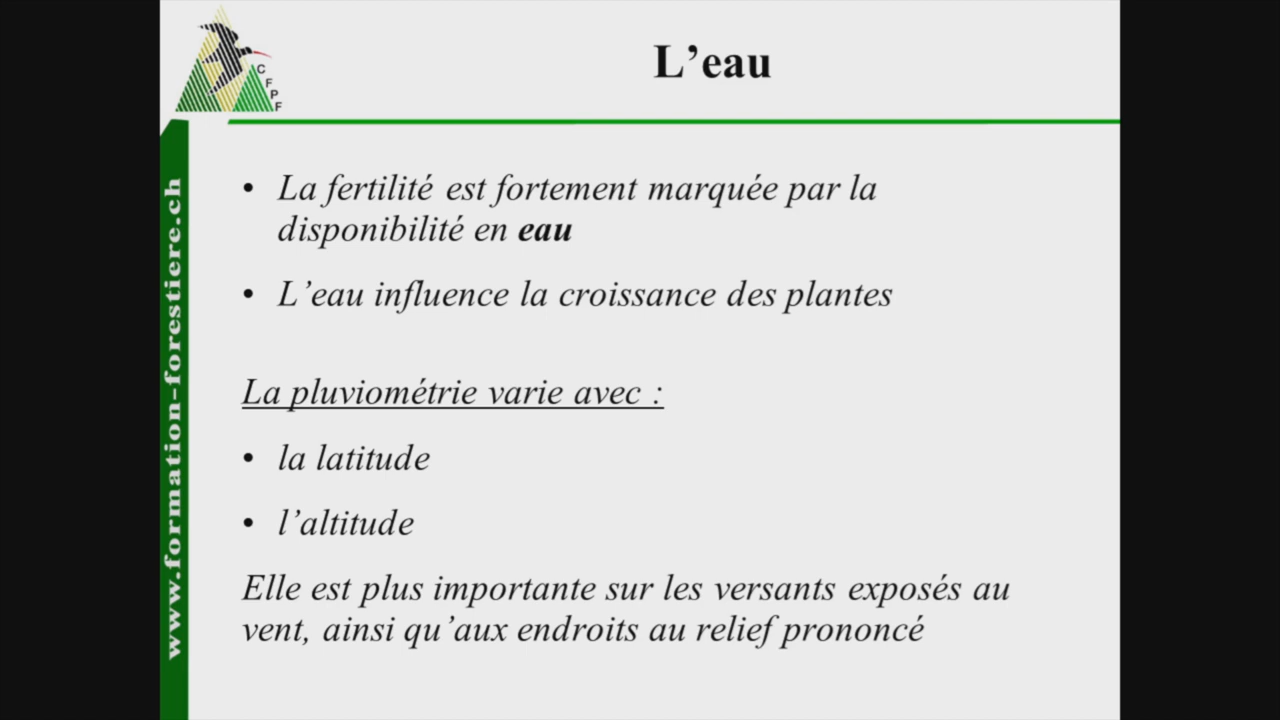 C
F
P
F
L’eau
www.formation-forestiere.ch
• La fertilité est fortement marquée par la
disponibilité en eau
• L’eau influence la croissance des plantes
La pluviométrie varie avec :
• la latitude
• l’altitude
Elle est plus importante sur les versants exposés au
vent, ainsi qu’aux endroits au relief prononcé